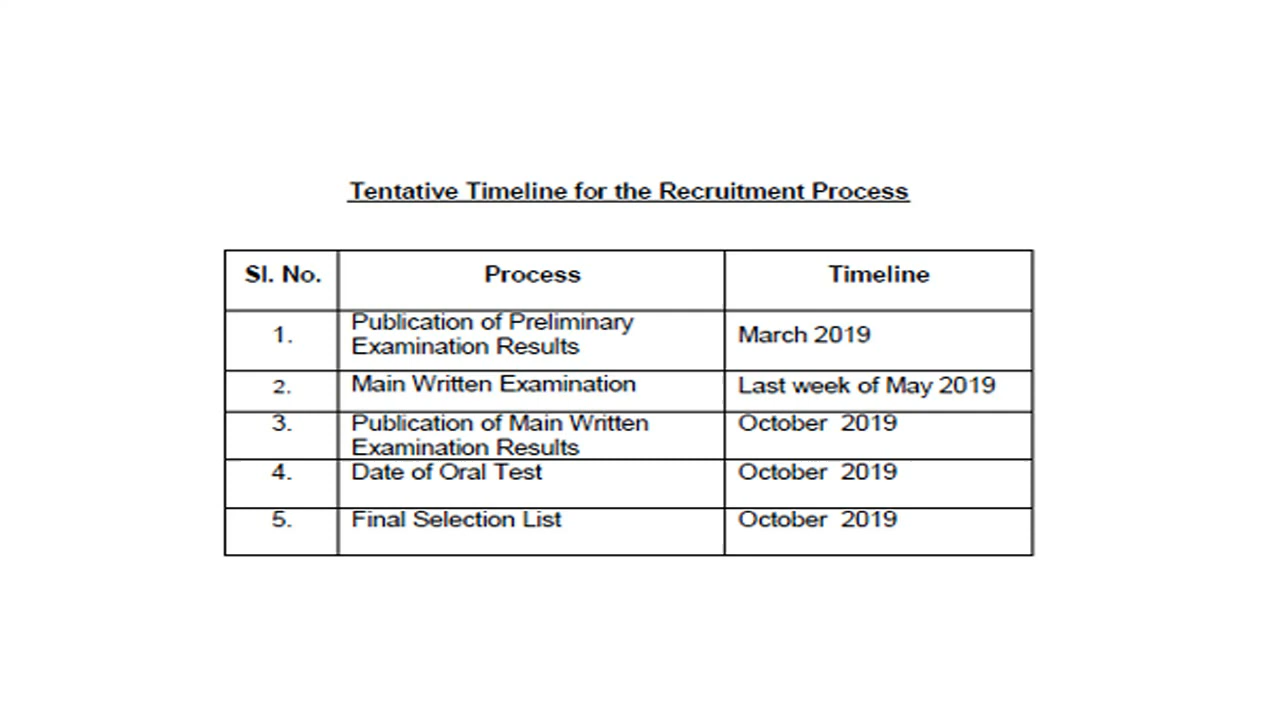 Tentative Timeline for the Recruitment Process
Sl. No. Process Timeline
1. Publication of Preliminary Examination Results March 2019
2. Main Written Examination Last week of May 2019
3. Publication of Main Written Examination Results October 2019
4. Date of Oral Test October 2019
5. Final Selection List October 2019